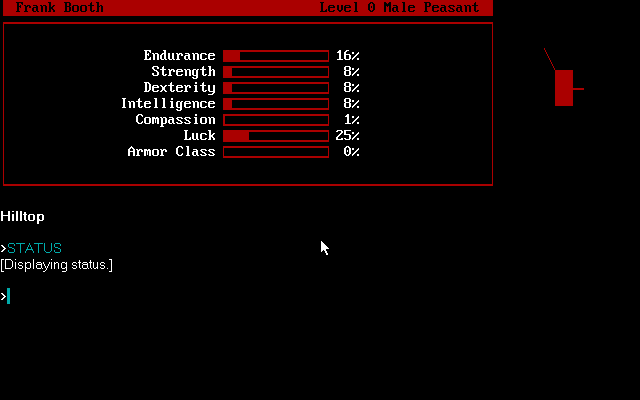 Frank Booth Level 0 Male Peasant
Endurance 16%
Strength 8%
Dexterity 8%
Intelligence 8%
Compassion 1%
Luck 25%
Armor Class 0%
Hilltop
>STATUS
[Displaying status.]
>